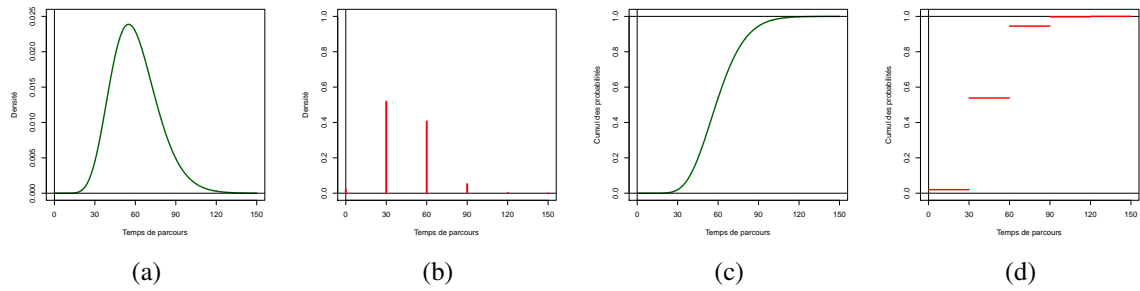 0.000 0.005 0.010 0.015 0.020 0.025
Densité
0 30 60 90 120 150
Temps de parcours
(a)
0.0 0.2 0.4 0.6 0.8 1.0
Densité
0 30 60 90 120 150
Temps de parcours
(b)
0.0 0.2 0.4 0.6 0.8 1.0
Cumul des probabilités
0 30 60 90 120 150
Temps de parcours
(c)
0.0 0.2 0.4 0.6 0.8 1.0
Cumul des probabilités
0 30 60 90 120 150
Temps de parcours
(d)